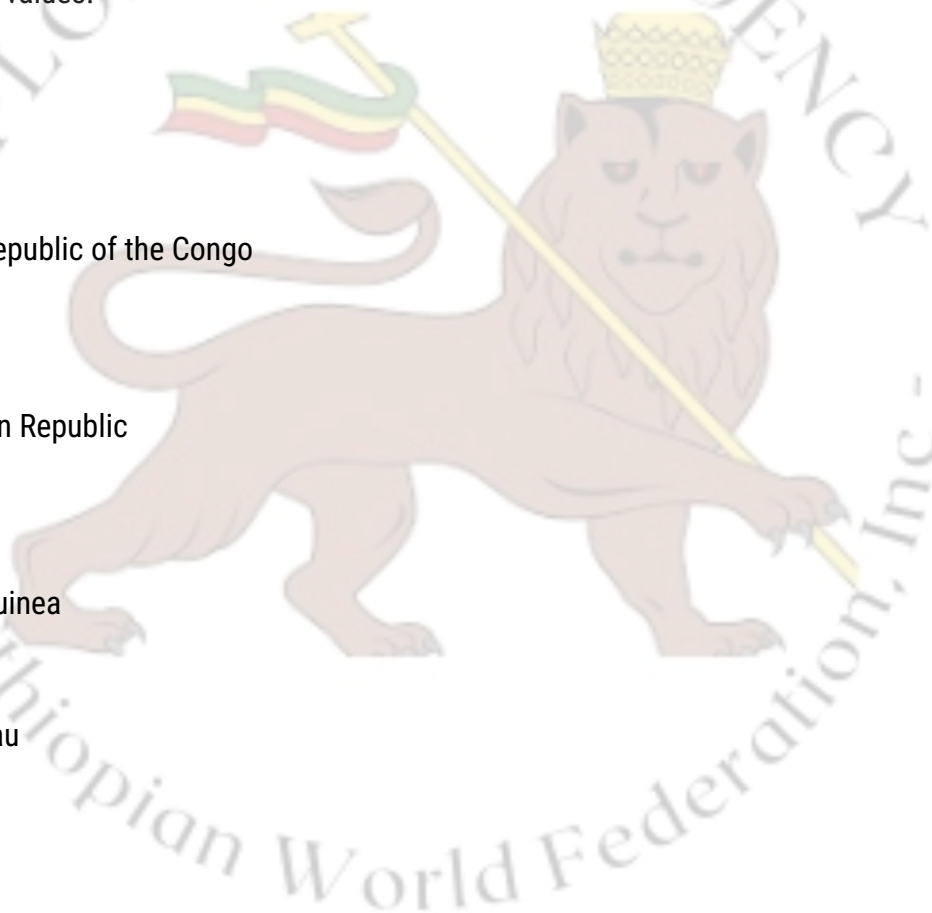 values.
epublic of the Congo
n Republic
uinea
au
ENCY
thiopian World Federation, Inc -